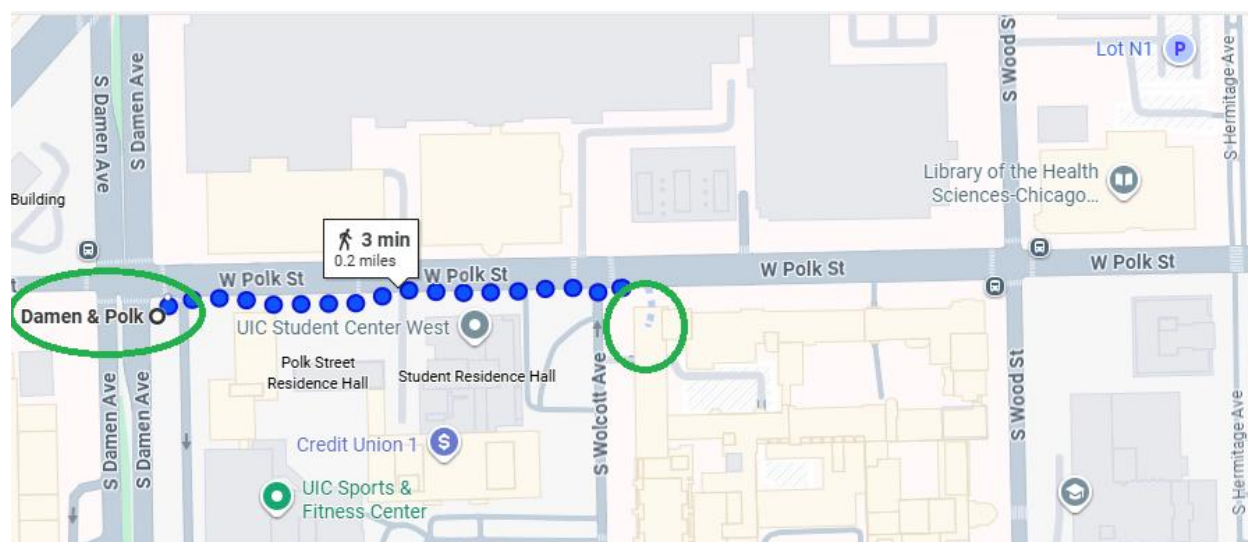 S Damen Ave
S Damen Ave
S Wood St
Lot N1 P
S Hermitage Ave
Building
Library of the Health
Sciences-Chicago...
3 min
0.2 miles
W Polk St
W Polk St
W Polk St
W Polk St
Damen & Polk
UIC Student Center West
Polk Street
Residence Hall
Student Residence Hall
S Damen Ave
S Damen Ave
S Wolcott Ave
S Wood St
S Hermitage Ave
Credit Union 1 $
UIC Sports &
Fitness Center